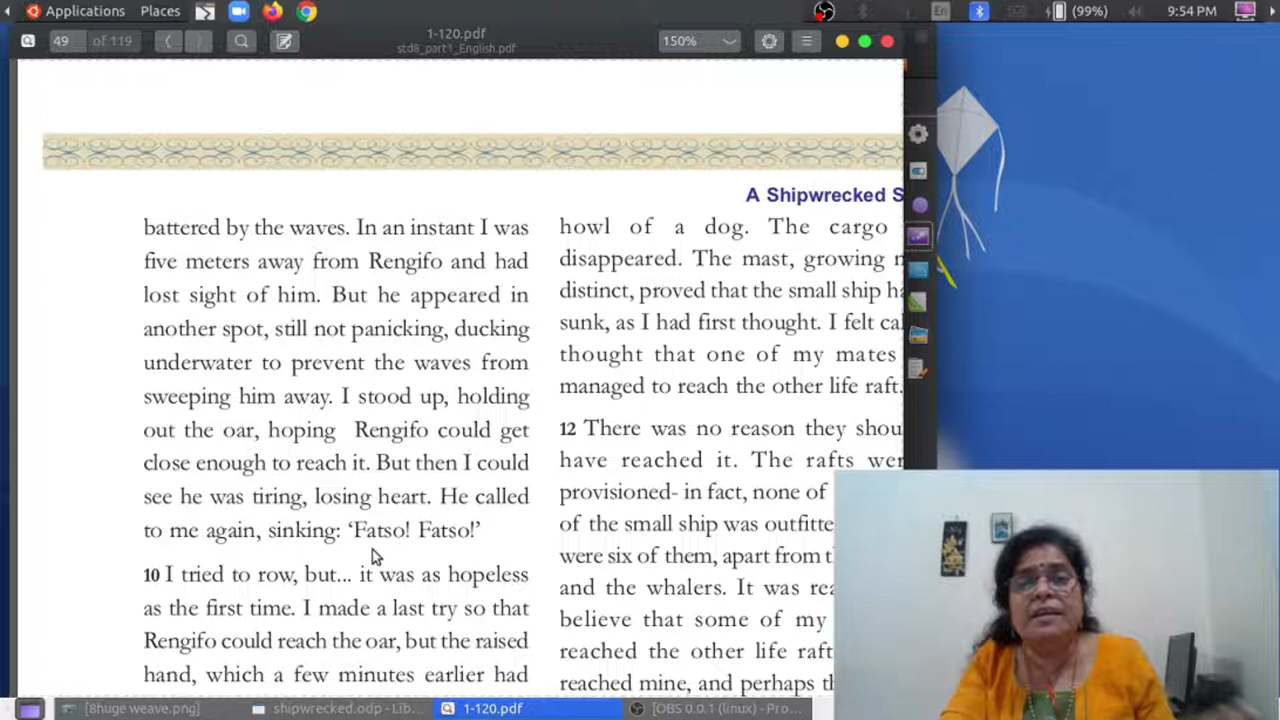 Applications Places
En
(99%)
9:54 PM
49 of 119
1-120.pdf
std8_part1_English.pdf
150%
A Shipwrecked S
battered by the waves. In an instant I was
five meters away from Rengifo and had
lost sight of him. But he appeared in
another spot, still not panicking, ducking
underwater to prevent the waves from
sweeping him away. I stood up, holding
out the oar, hoping Rengifo could get
close enough to reach it. But then I could
see he was tiring, losing heart. He called
to me again, sinking: ‘Fatso! Fatso!’
10 I tried to row, but... it was as hopeless
as the first time. I made a last try so that
Rengifo could reach the oar, but the raised
hand, which a few minutes earlier had
howl of a dog. The cargo
disappeared. The mast, growing m
distinct, proved that the small ship ha
sunk, as I had first thought. I felt cal
thought that one of my mates
managed to reach the other life raft.
12 There was no reason they shou
have reached it. The rafts wer
provisioned- in fact, none of
of the small ship was outfitte
were six of them, apart from th
and the whalers. It was rea
believe that some of my
reached the other life raft
reached mine, and perhaps th
[8huge weave.png]
shipwrecked.odp - Lib...
1-120.pdf
[OBS 0.0.1 (linux) - Pro...